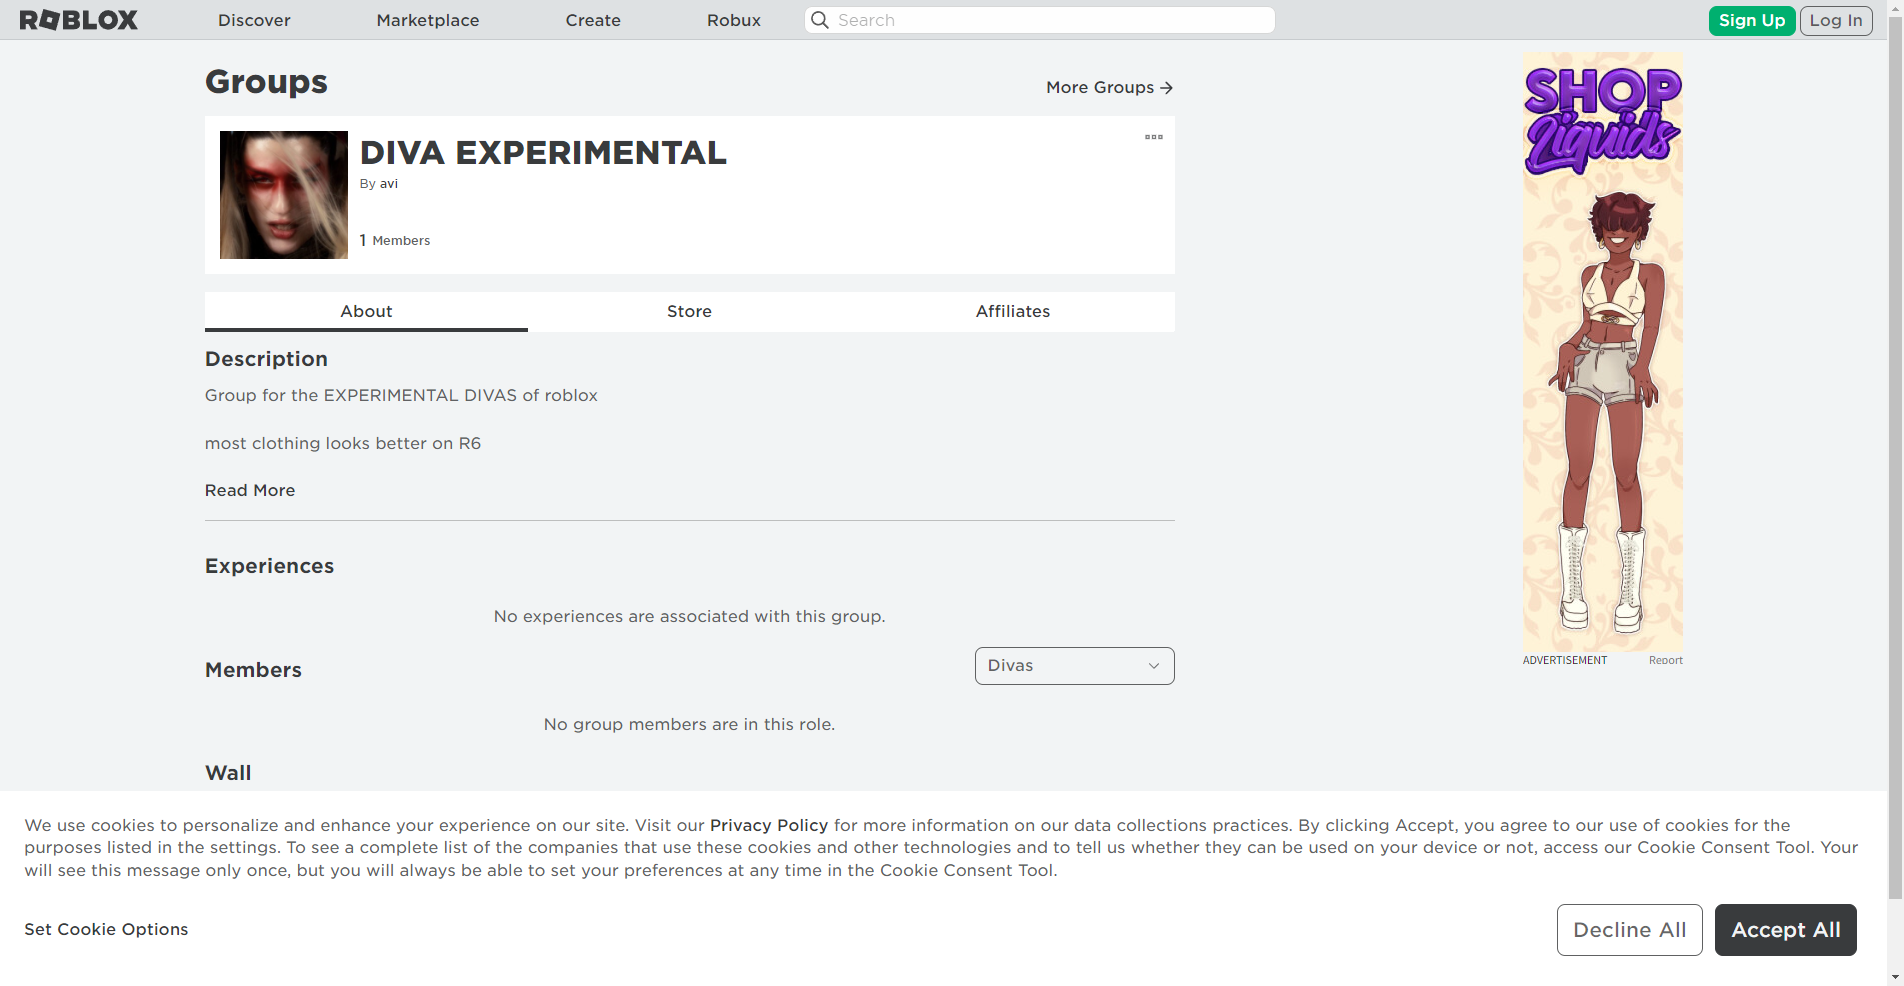 ROBLOX
Discover
Marketplace
Create
Robux
Search
Sign Up
Log In
Groups
More Groups
DIVA EXPERIMENTAL
By avi
1 Members
About
Store
Affiliates
Description
Group for the EXPERIMENTAL DIVAS of roblox
most clothing looks better on R6
Read More
Experiences
No experiences are associated with this group.
Members
Divas
No group members are in this role.
Wall
SHOP
Liquids
ADVERTISEMENT
Report
We use cookies to personalize and enhance your experience on our site. Visit our Privacy Policy for more information on our data collections practices. By clicking Accept, you agree to our use of cookies for the
purposes listed in the settings. To see a complete list of the companies that use these cookies and other technologies and to tell us whether they can be used on your device or not, access our Cookie Consent Tool. Your
will see this message only once, but you will always be able to set your preferences at any time in the Cookie Consent Tool.
Set Cookie Options
Decline All
Accept All